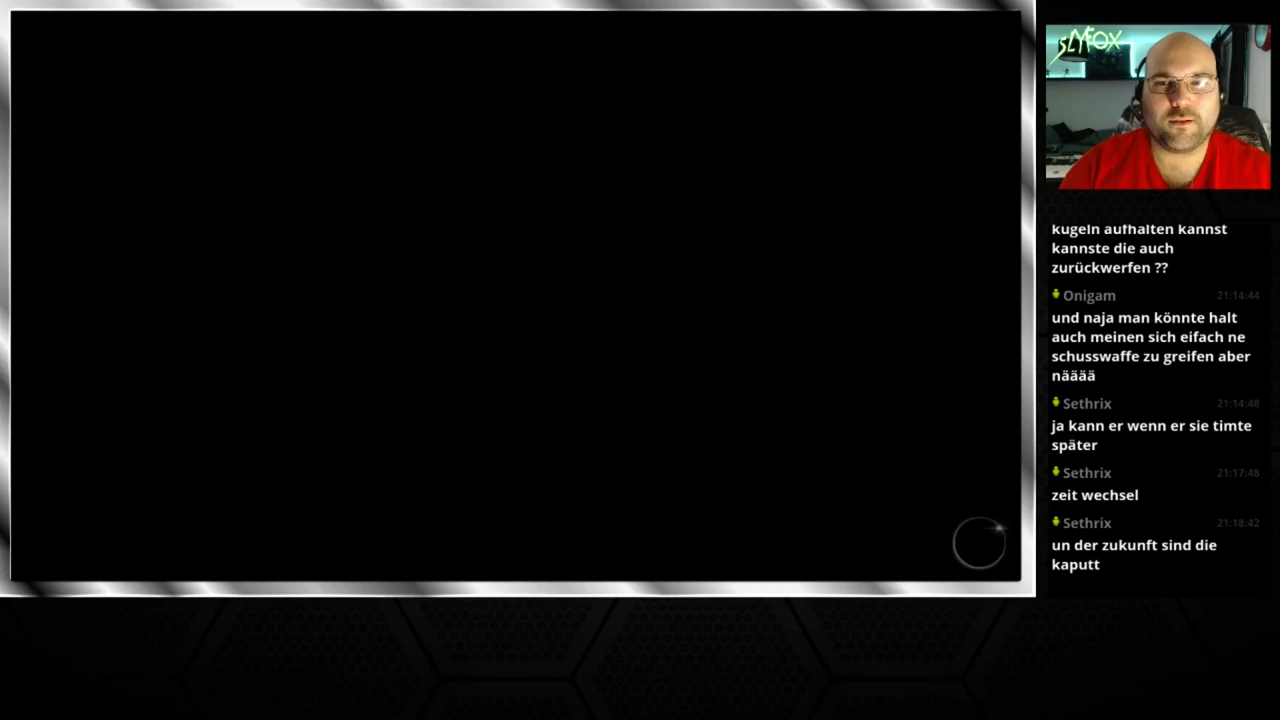 SLYFOX
kugeln aufhalten kannst
kannste die auch
zurückwerfen ??
Onigam 21:14:44
und naja man könnte halt
auch meinen sich eifach ne
schusswaffe zu greifen aber
nääää
Sethrix 21:14:48
ja kann er wenn er sie timte
später
Sethrix 21:17:48
zeit wechsel
Sethrix 21:18:42
un der zukunft sind die
kaputt